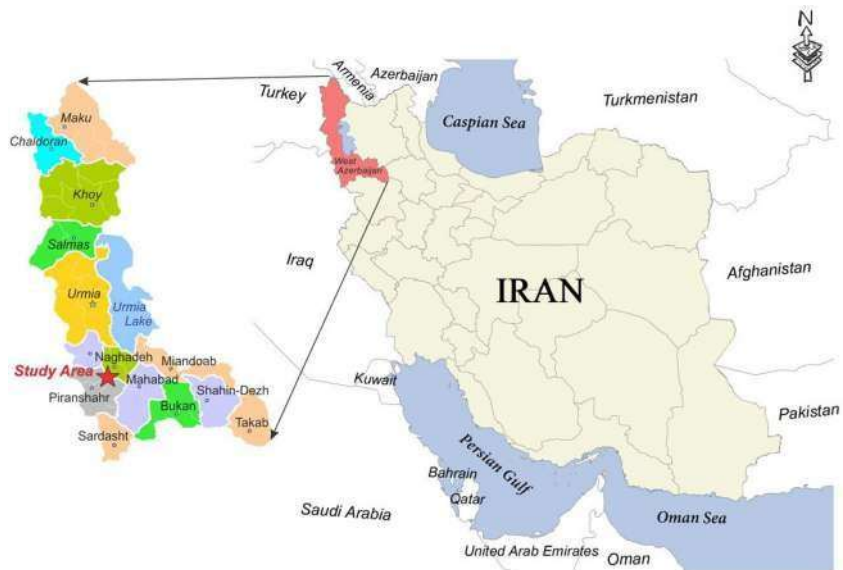 N
Azerbaijan
Armenia
Turkey
Turkmenistan
Caspian Sea
Maku
Chaldoran
West
Azerbaijan
Khoy
Salmas
Iraq
Afghanistan
IRAN
Urmia
Urmia
Lake
Naghadeh
Miandoab
Study Area
Kuwait
Mahabad
Shahin-Dezh
Piranshahr
Bukan
Pakistan
Takab
Sardasht
Persian Gulf
Bahrain
Qatar
Saudi Arabia
Oman Sea
United Arab Emirates
Oman